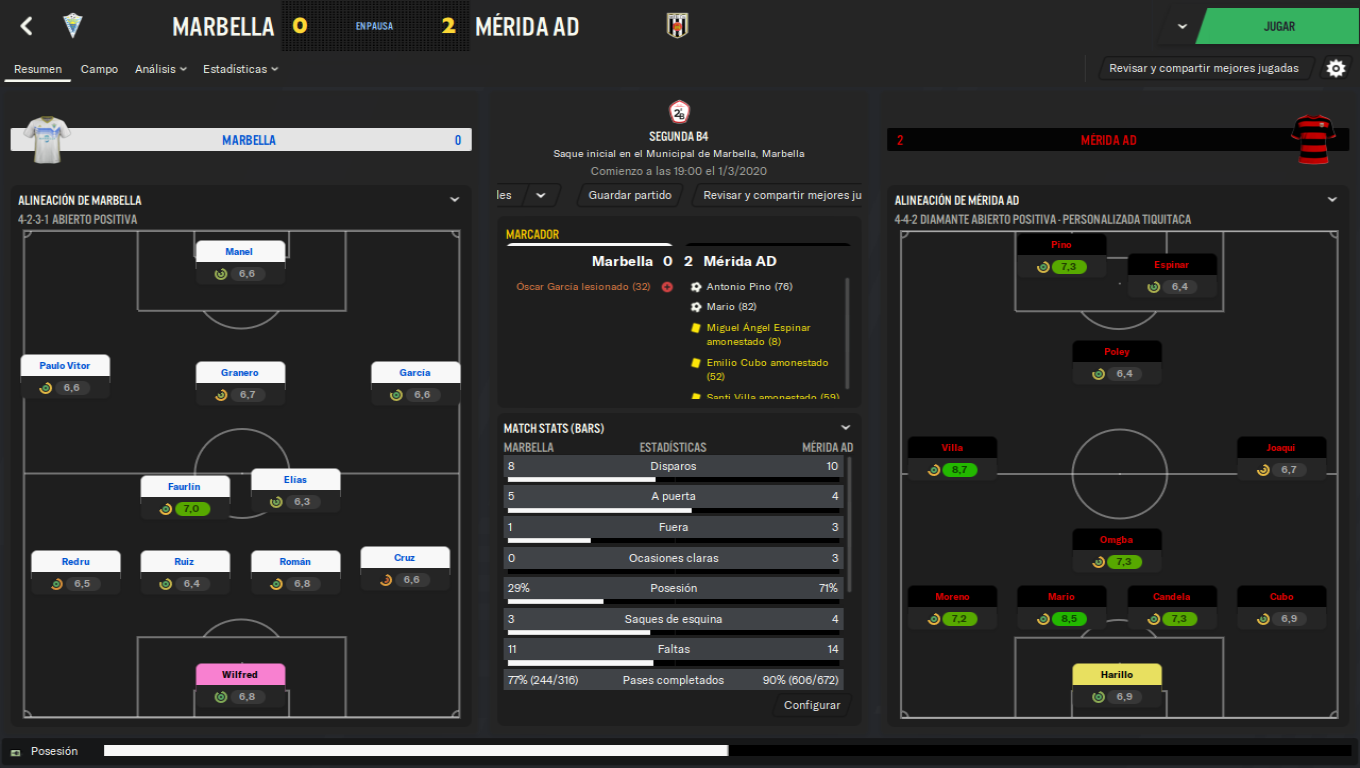 MARBELLA 0 EN PAUSA 2 MÉRIDA AD
JUGAR
Resumen Campo Análisis Estadísticas
Revisar y compartir mejores jugadas
MARBELLA 0
ALINEACIÓN DE MARBELLA
4-2-3-1 ABIERTO POSITIVA
Manel
6,6
Paulo Vitor
6,6
Granero
6,7
García
6,6
Faurlín
7,0
Elías
6,3
Redru
6,5
Ruiz
6,4
Román
6,8
Cruz
6,6
Wilfred
6,8
2B
SEGUNDA B4
Saque inicial en el Municipal de Marbella, Marbella
Comienzo a las 19:00 el 1/3/2020
les
Guardar partido
Revisar y compartir mejores ju
MARCADOR
Marbella 0 2 Mérida AD
Óscar García lesionado (32)
Antonio Pino (76)
Mario (82)
Miguel Ángel Espinar
amonestado (8)
Emilio Cubo amonestado
(52)
Santi Villa amonestado (59)
MATCH STATS (BARS)
MARBELLA ESTADÍSTICAS MÉRIDA AD
8 Disparos 10
5 A puerta 4
1 Fuera 3
0 Ocasiones claras 3
29% Posesión 71%
3 Saques de esquina 4
11 Faltas 14
77% (244/316) Pases completados 90% (606/672)
Configurar
2 MÉRIDA AD
ALINEACIÓN DE MÉRIDA AD
4-4-2 DIAMANTE ABIERTO POSITIVA - PERSONALIZADA TIQUITACA
Pino
7,3
Espinar
6,4
Poley
6,4
Villa
8,7
Joaqui
6,7
Omgba
7,3
Moreno
7,2
Mario
8,5
Candela
7,3
Cubo
6,9
Harillo
6,9
Posesión